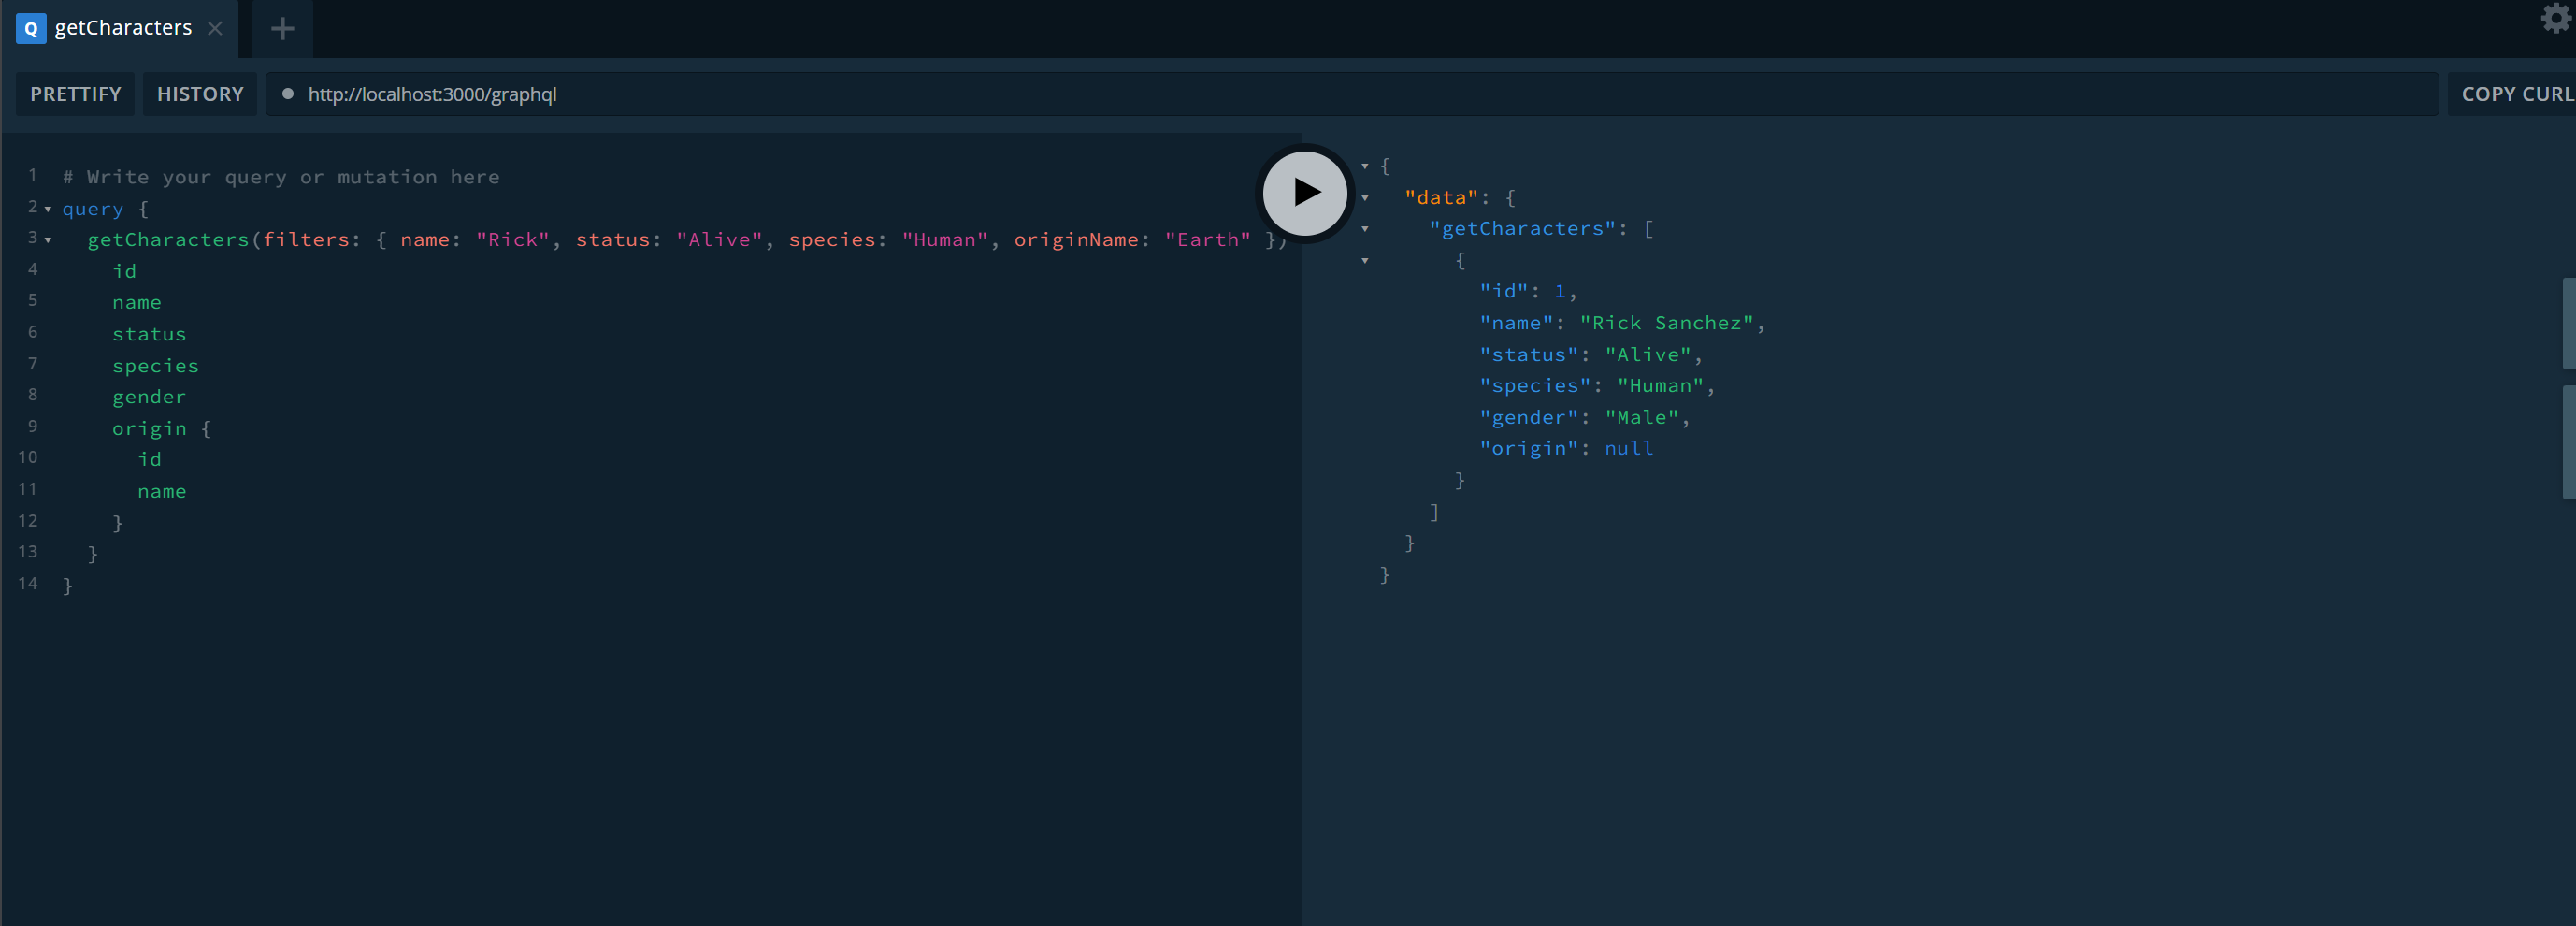 Q getCharacters
PRETTIFY HISTORY http://localhost:3000/graphql COPY CURL
1 # Write your query or mutation here
2 query {
3 getCharacters(filters: { name: "Rick", status: "Alive", species: "Human", originName: "Earth" })
4 id
5 name
6 status
7 species
8 gender
9 origin {
10 id
11 name
12 }
13 }
14 }
{
"data": {
"getCharacters": [
{
"id": 1,
"name": "Rick Sanchez",
"status": "Alive",
"species": "Human",
"gender": "Male",
"origin": null
}
]
}
}